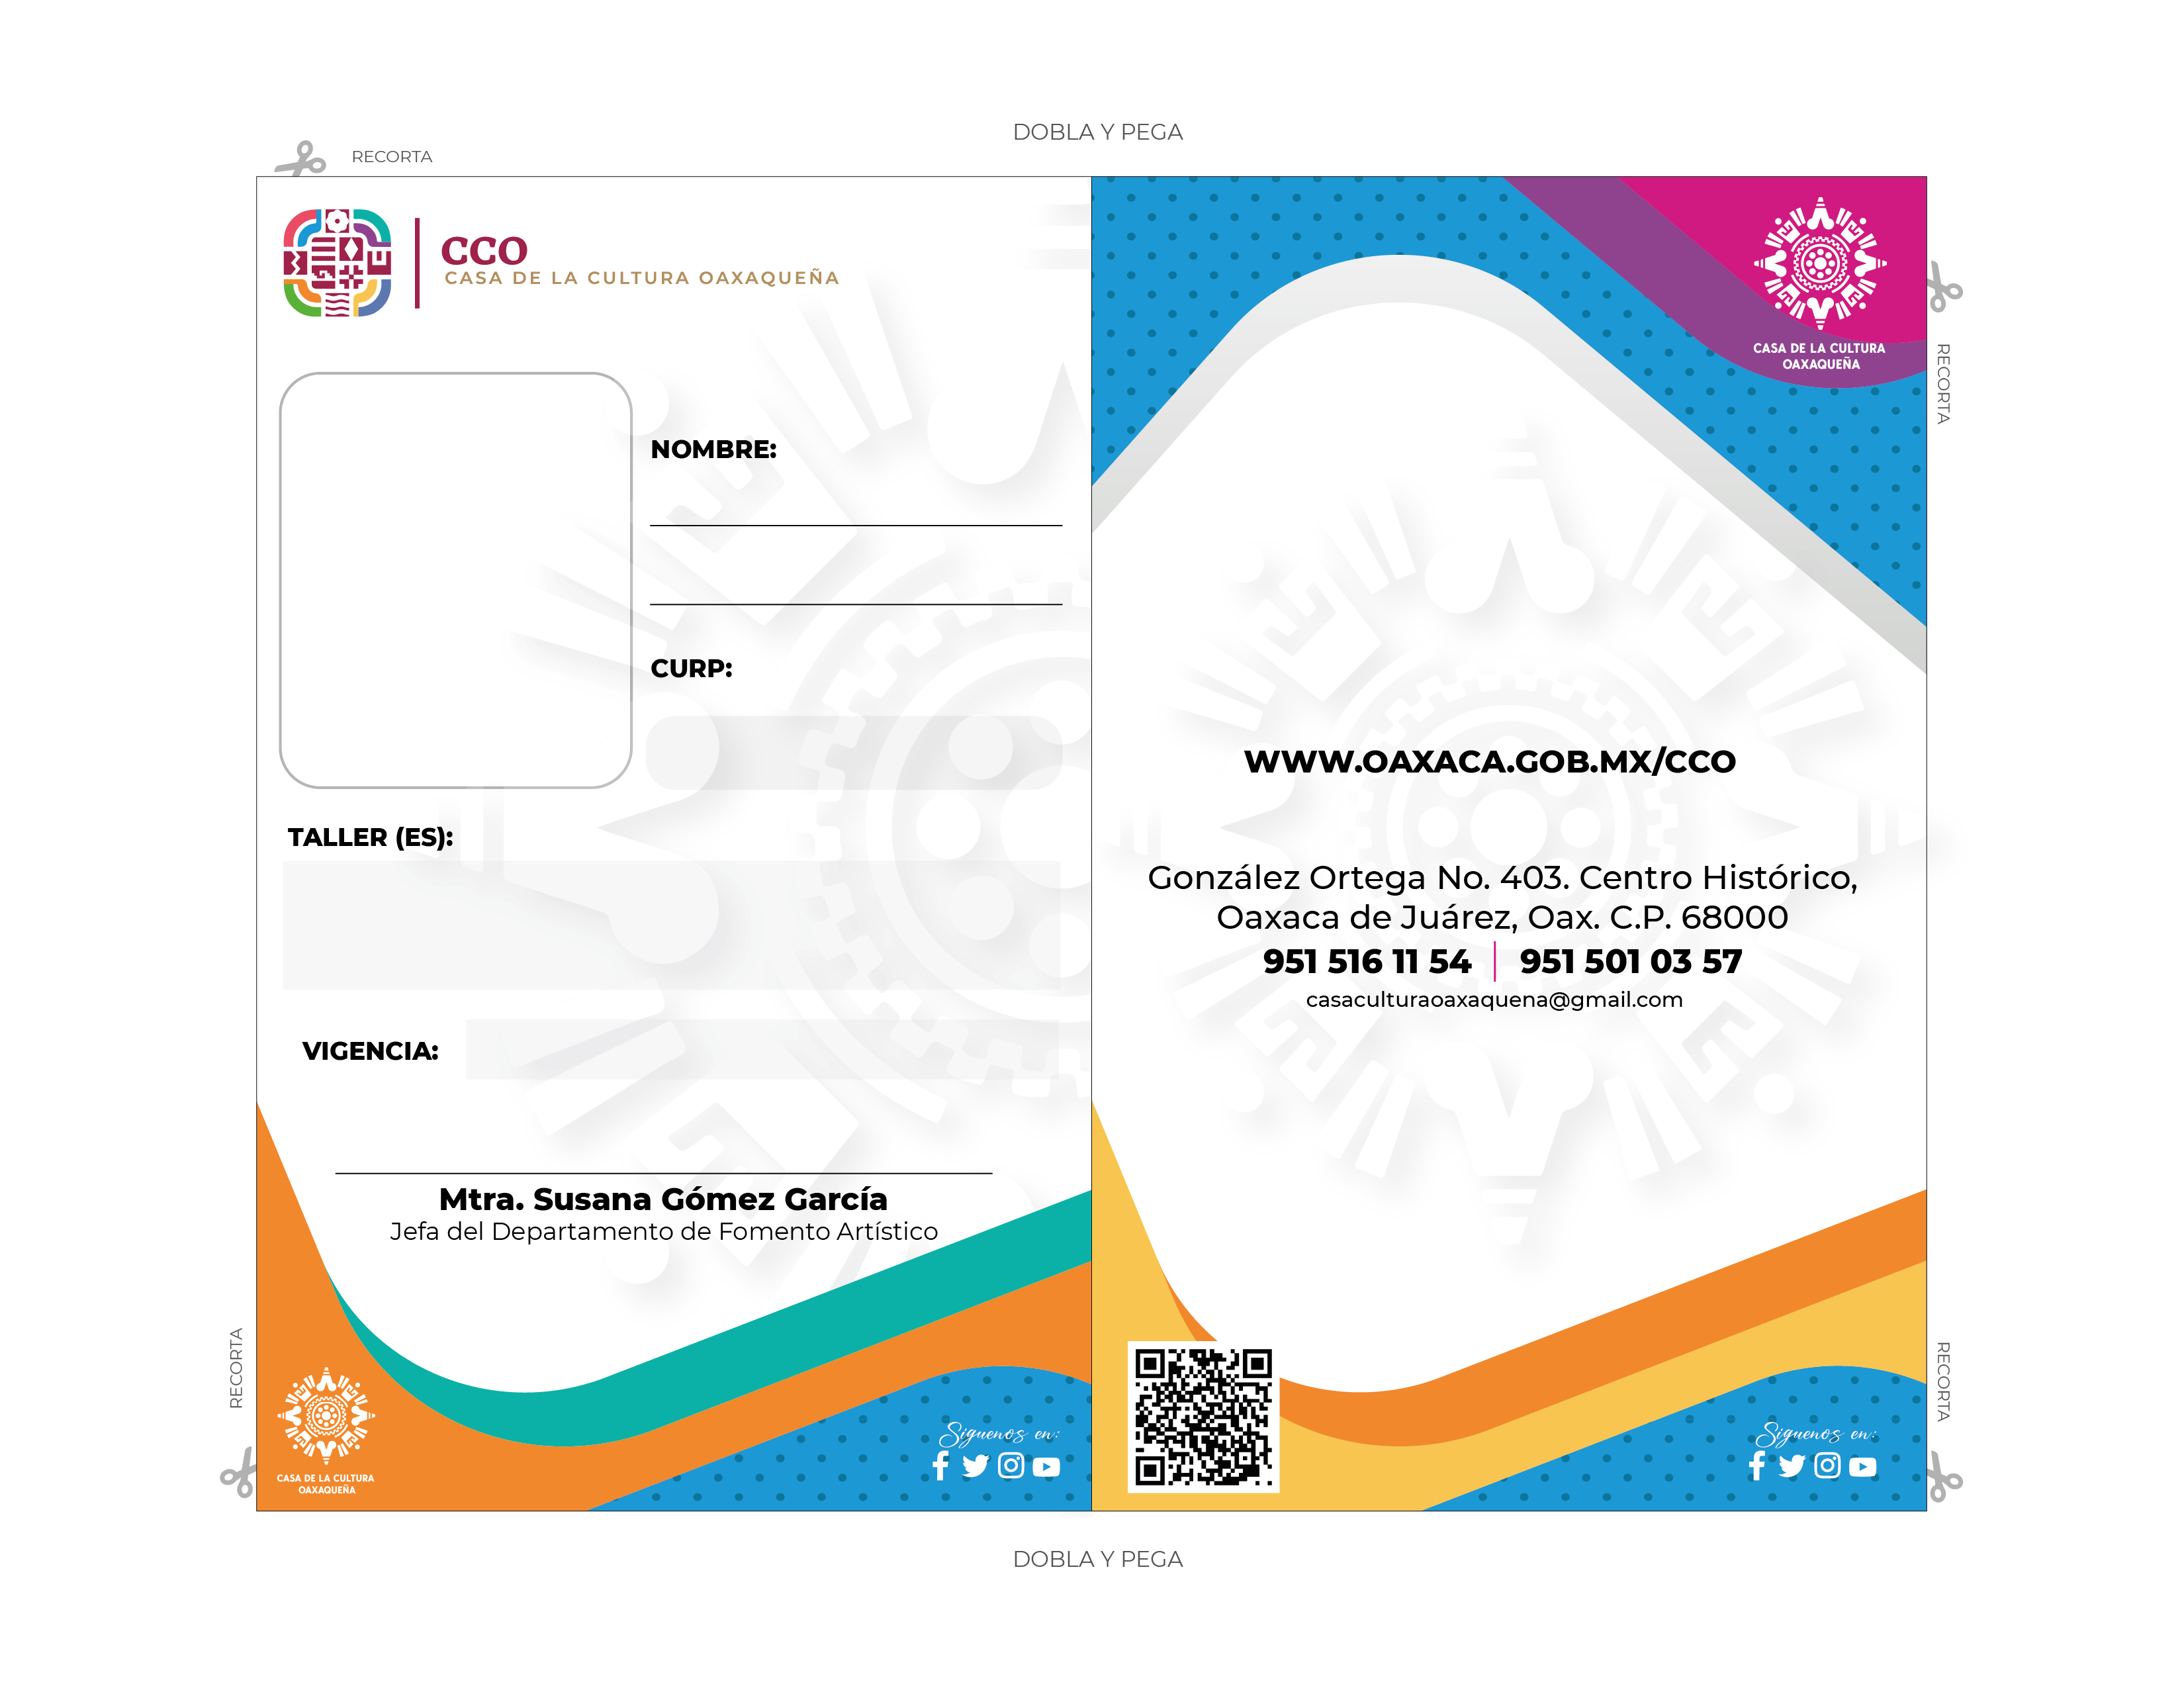 DOBLA Y PEGA
RECORTA
CCO
CASA DE LA CULTURA OAXAQUEÑA
NOMBRE:
CURP:
TALLER (ES):
VIGENCIA:
Mtra. Susana Gómez García
Jefa del Departamento de Fomento Artístico
RECORTA
CASA DE LA CULTURA
OAXAQUEÑA
Síguenos en:
CASA DE LA CULTURA
OAXAQUEÑA
RECORTA
WWW.OAXACA.GOB.MX/CCO
González Ortega No. 403. Centro Histórico,
Oaxaca de Juárez, Oax. C.P. 68000
951 516 11 54 | 951 501 03 57
casaculturaoaxaquena@gmail.com
RECORTA
Síguenos en:
DOBLA Y PEGA